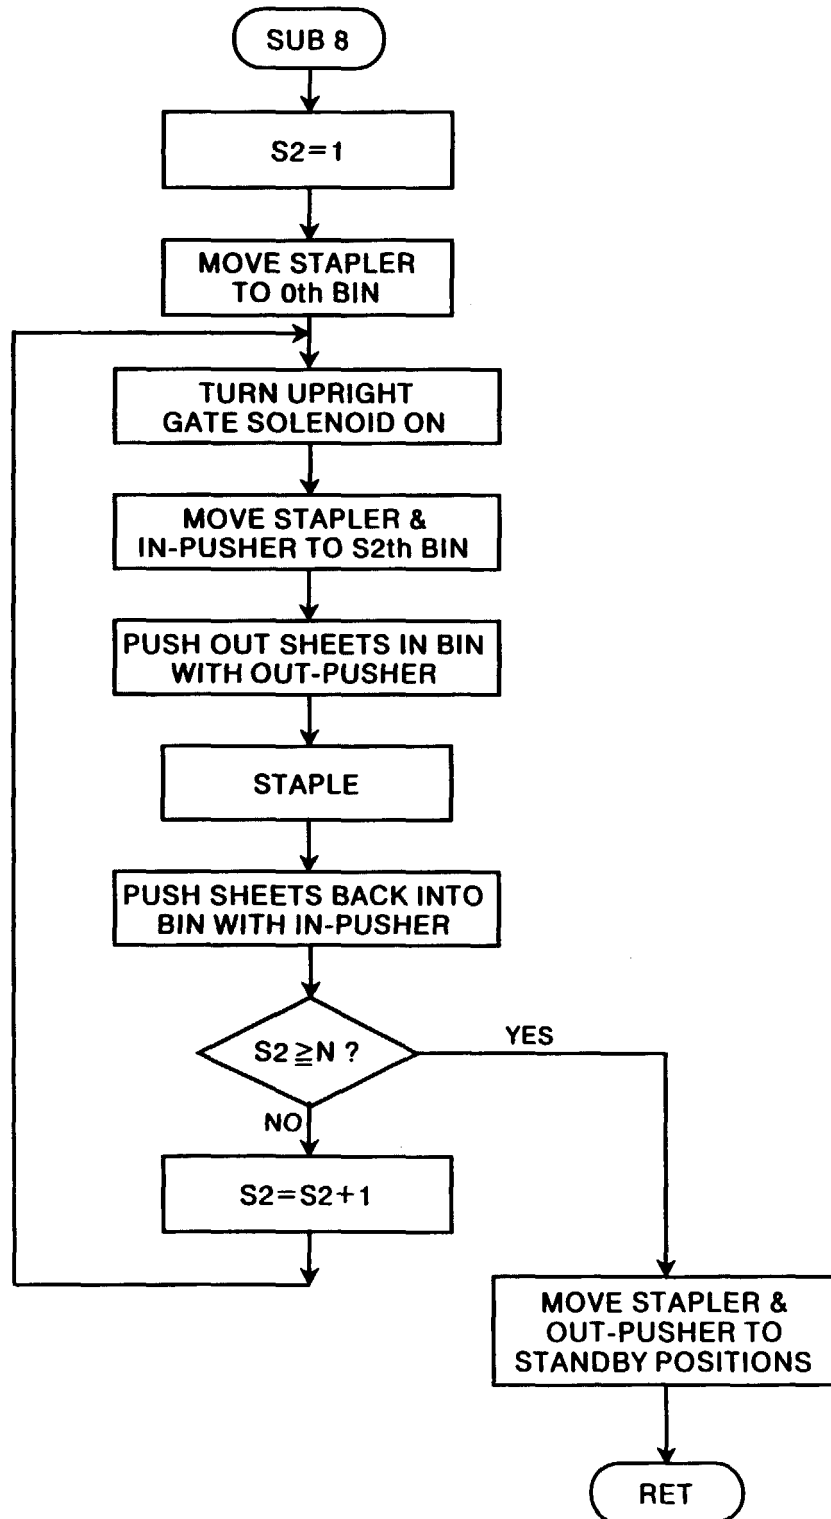 SUB 8
S2=1
MOVE STAPLER
TO 0th BIN
TURN UPRIGHT
GATE SOLENOID ON
MOVE STAPLER &
IN-PUSHER TO S2th BIN
PUSH OUT SHEETS IN BIN
WITH OUT-PUSHER
STAPLE
PUSH SHEETS BACK INTO
BIN WITH IN-PUSHER
S2≧N ?
YES
NO
S2=S2+1
MOVE STAPLER &
OUT-PUSHER TO
STANDBY POSITIONS
RET